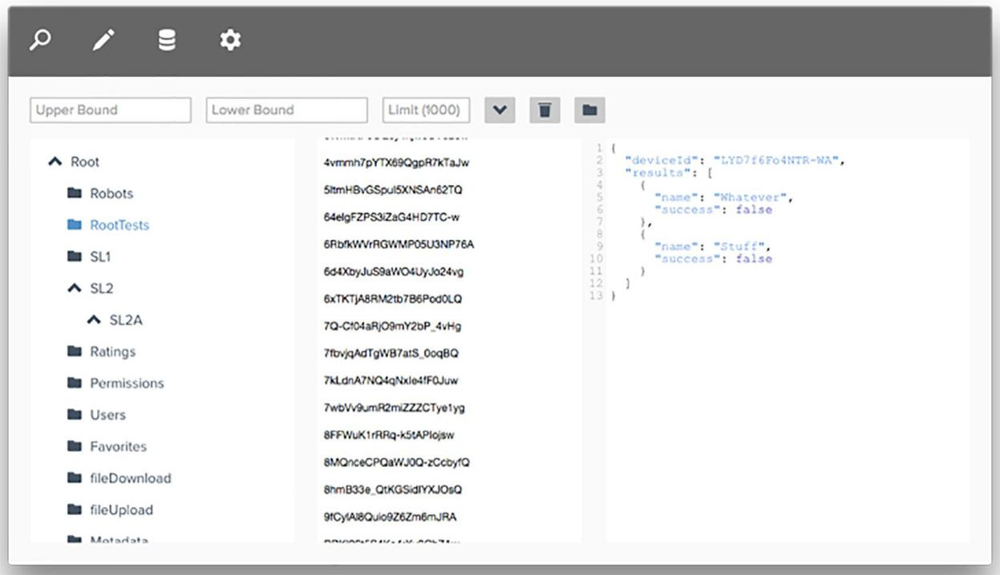 Upper Bound
Lower Bound
Limit (1000)
Root
Robots
RootTests
SL1
SL2
SL2A
Ratings
Permissions
Users
Favorites
fileDownload
fileUpload
Metadata
4vmmh7pYTX69QgpR7kTaJw
5ltmHBvGSpul5XNSAn62TQ
64elgFZPS3iZaG4HD7TC-w
6RbfkWVrRGWMP05U3NP76A
6d4XbyJuS9aWO4UyJo24vg
6xTKTjA8RM2tb7B6Pod0LQ
7Q-Cf04aRjO9mY2bP_4vHg
7fbvjqAdTgWB7atS_0oqBQ
7kLdnA7NQ4qNxle4fF0Juw
7wbVv9umR2miZZZCTye1yg
8FFWuK1rRRq-k5tAPlojsw
8MQnceCPQaWJ0Q-zCcbyfQ
8hmB33e_QtKGSidlYXJOsQ
9fCylAl8Quio9Z6Zm6mJRA
1 {
2 "deviceId": "LYD7f6Fo4NTR-WA",
3 "results": [
4 {
5 "name": "Whatever",
6 "success": false
7 },
8 {
9 "name": "Stuff",
10 "success": false
11 }
12 ]
13 }